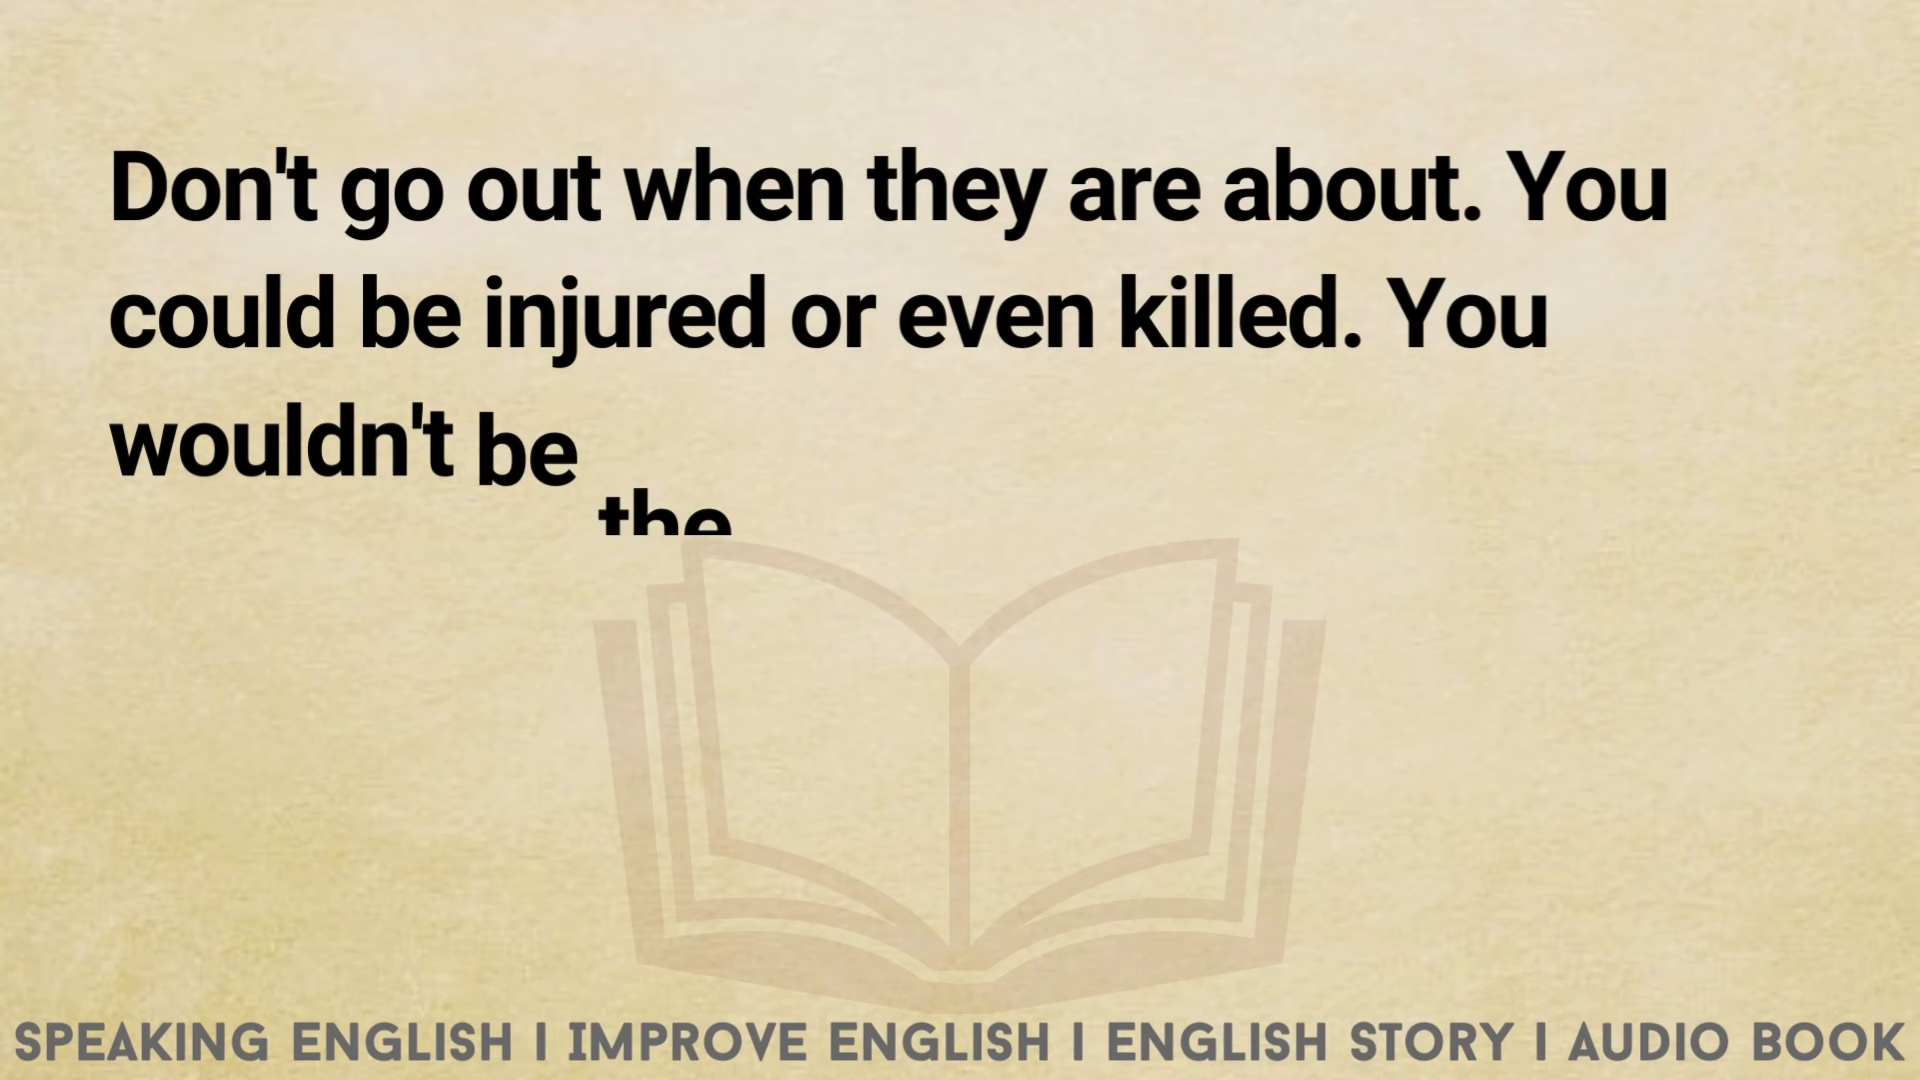 Don't go out when they are about. You
could be injured or even killed. You
wouldn't be the
SPEAKING ENGLISH | IMPROVE ENGLISH | ENGLISH STORY | AUDIO BOOK